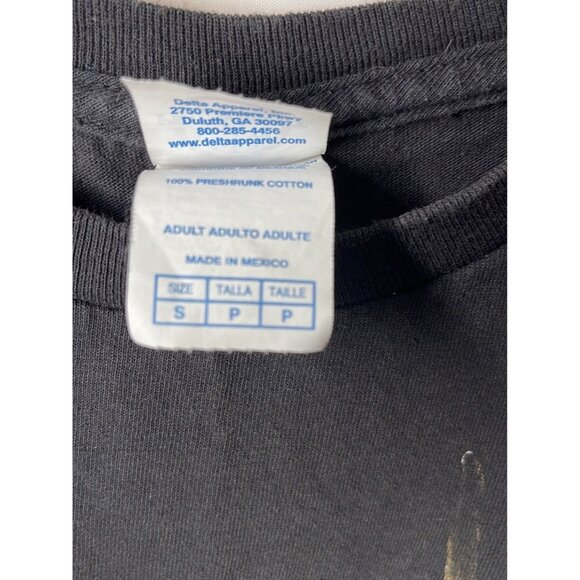 Delta Apparel, Inc.
2750 Premiere Pkwy
Duluth, GA 30097
800-285-4456
www.deltaapparel.com
100% PRESHRUNK COTTON
ADULT ADULTO ADULTE
MADE IN MEXICO
SIZE TALLA TAILLE
S P P